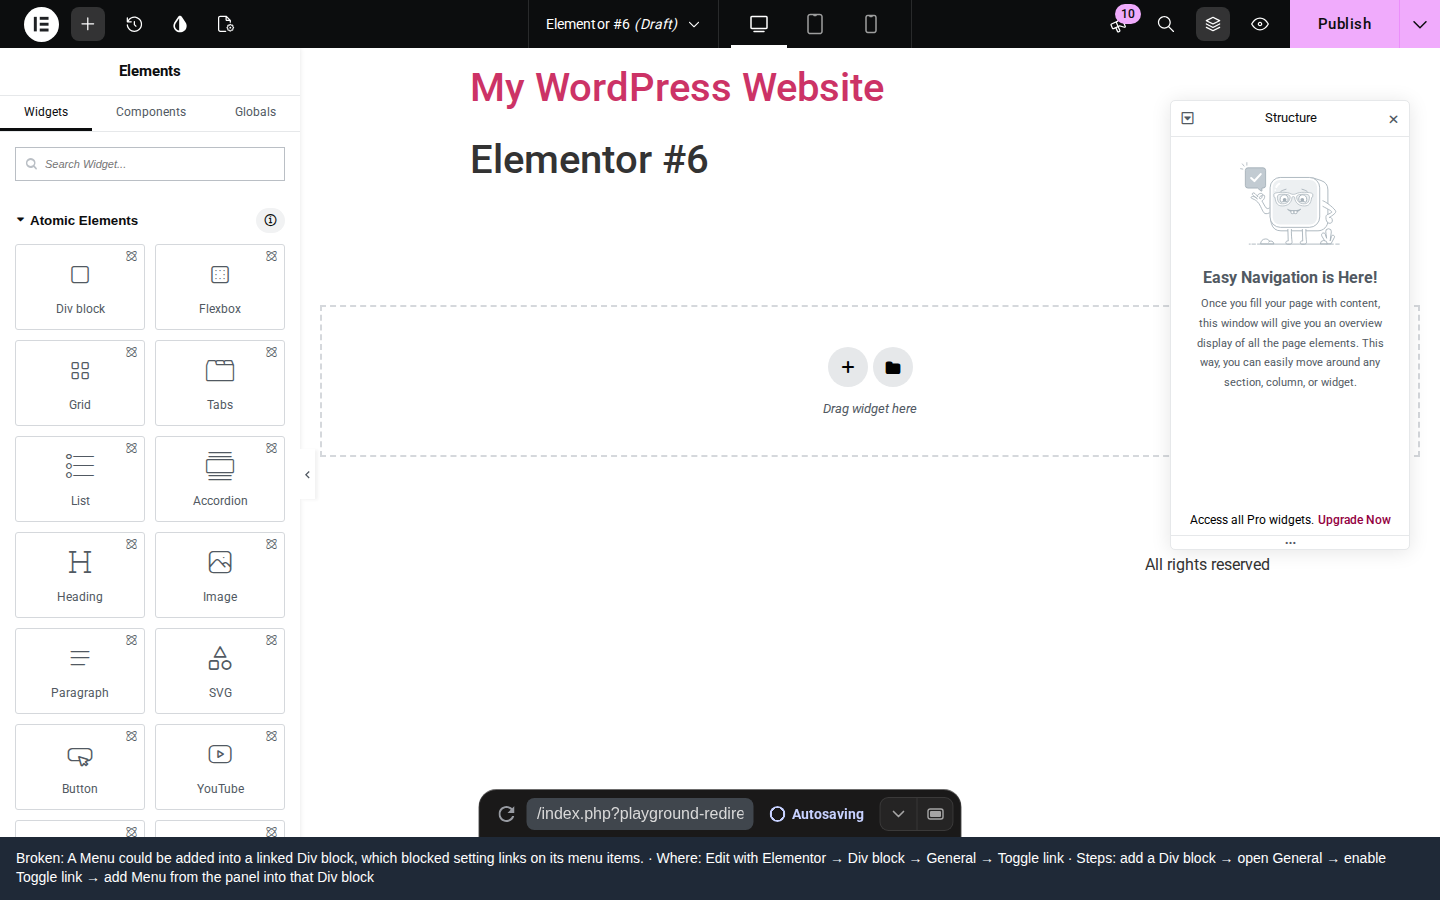 Elementor #6 (Draft)
10
Publish
Elements
Widgets
Components
Globals
Search Widget...
Atomic Elements
Div block
Flexbox
Grid
Tabs
List
Accordion
Heading
Image
Paragraph
SVG
Button
YouTube
My WordPress Website
Elementor #6
Drag widget here
All rights reserved
Structure
Easy Navigation is Here!
Once you fill your page with content,
this window will give you an overview
display of all the page elements. This
way, you can easily move around any
section, column, or widget.
Access all Pro widgets. Upgrade Now
/index.php?playground-redire
Autosaving
Broken: A Menu could be added into a linked Div block, which blocked setting links on its menu items. · Where: Edit with Elementor → Div block → General → Toggle link · Steps: add a Div block → open General → enable
Toggle link → add Menu from the panel into that Div block